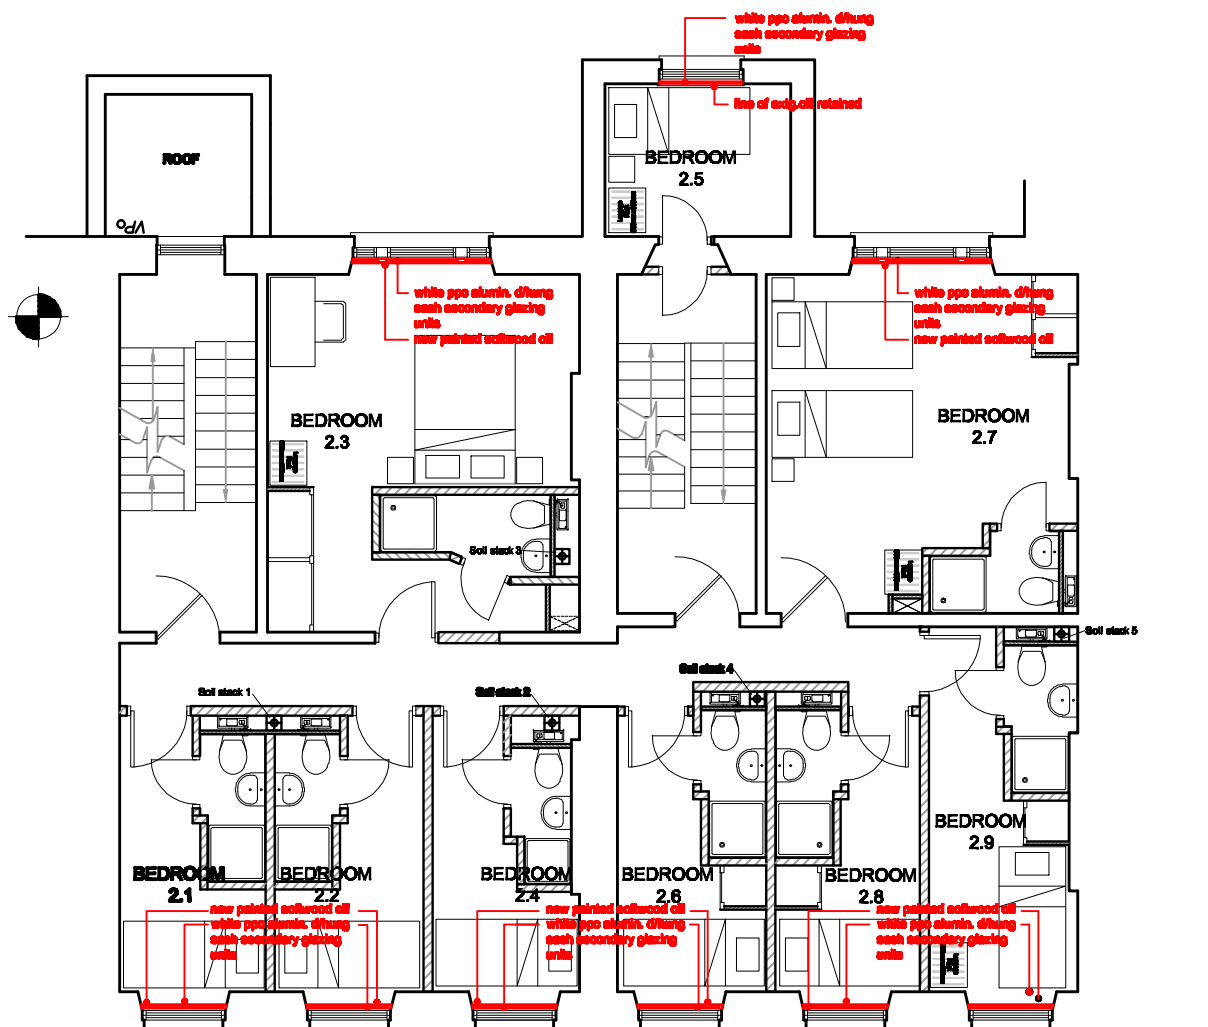 white ppc alumin. d/hung
sash secondary glazing
units
line of extg.cill retained
ROOF
VP
BEDROOM
2.5
white ppc alumin. d/hung
sash secondary glazing
units
new painted softwood cill
white ppc alumin. d/hung
sash secondary glazing
units
new painted softwood cill
BEDROOM
2.3
BEDROOM
2.7
Soil stack 3
Soil stack 5
Soil stack 4
Soil stack 1
Soil stack 2
BEDROOM
2.9
BEDROOM
2.1
BEDROOM
2.2
BEDROOM
2.4
BEDROOM
2.6
BEDROOM
2.8
new painted softwood cill
white ppc alumin. d/hung
sash secondary glazing
units
new painted softwood cill
white ppc alumin. d/hung
sash secondary glazing
units
new painted softwood cill
white ppc alumin. d/hung
sash secondary glazing
units